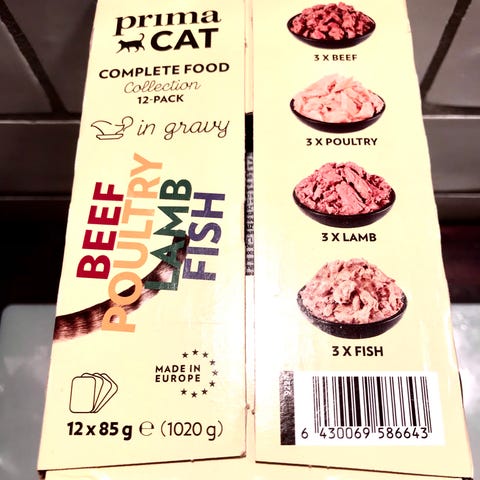 prima
CAT
COMPLETE FOOD
Collection
12-PACK
in gravy
BEEF
POULTRY
LAMB
FISH
MADE IN
EUROPE
12 x 85 g e (1020 g)
3 X BEEF
3 X POULTRY
3 X LAMB
3 X FISH
6 430069 586643